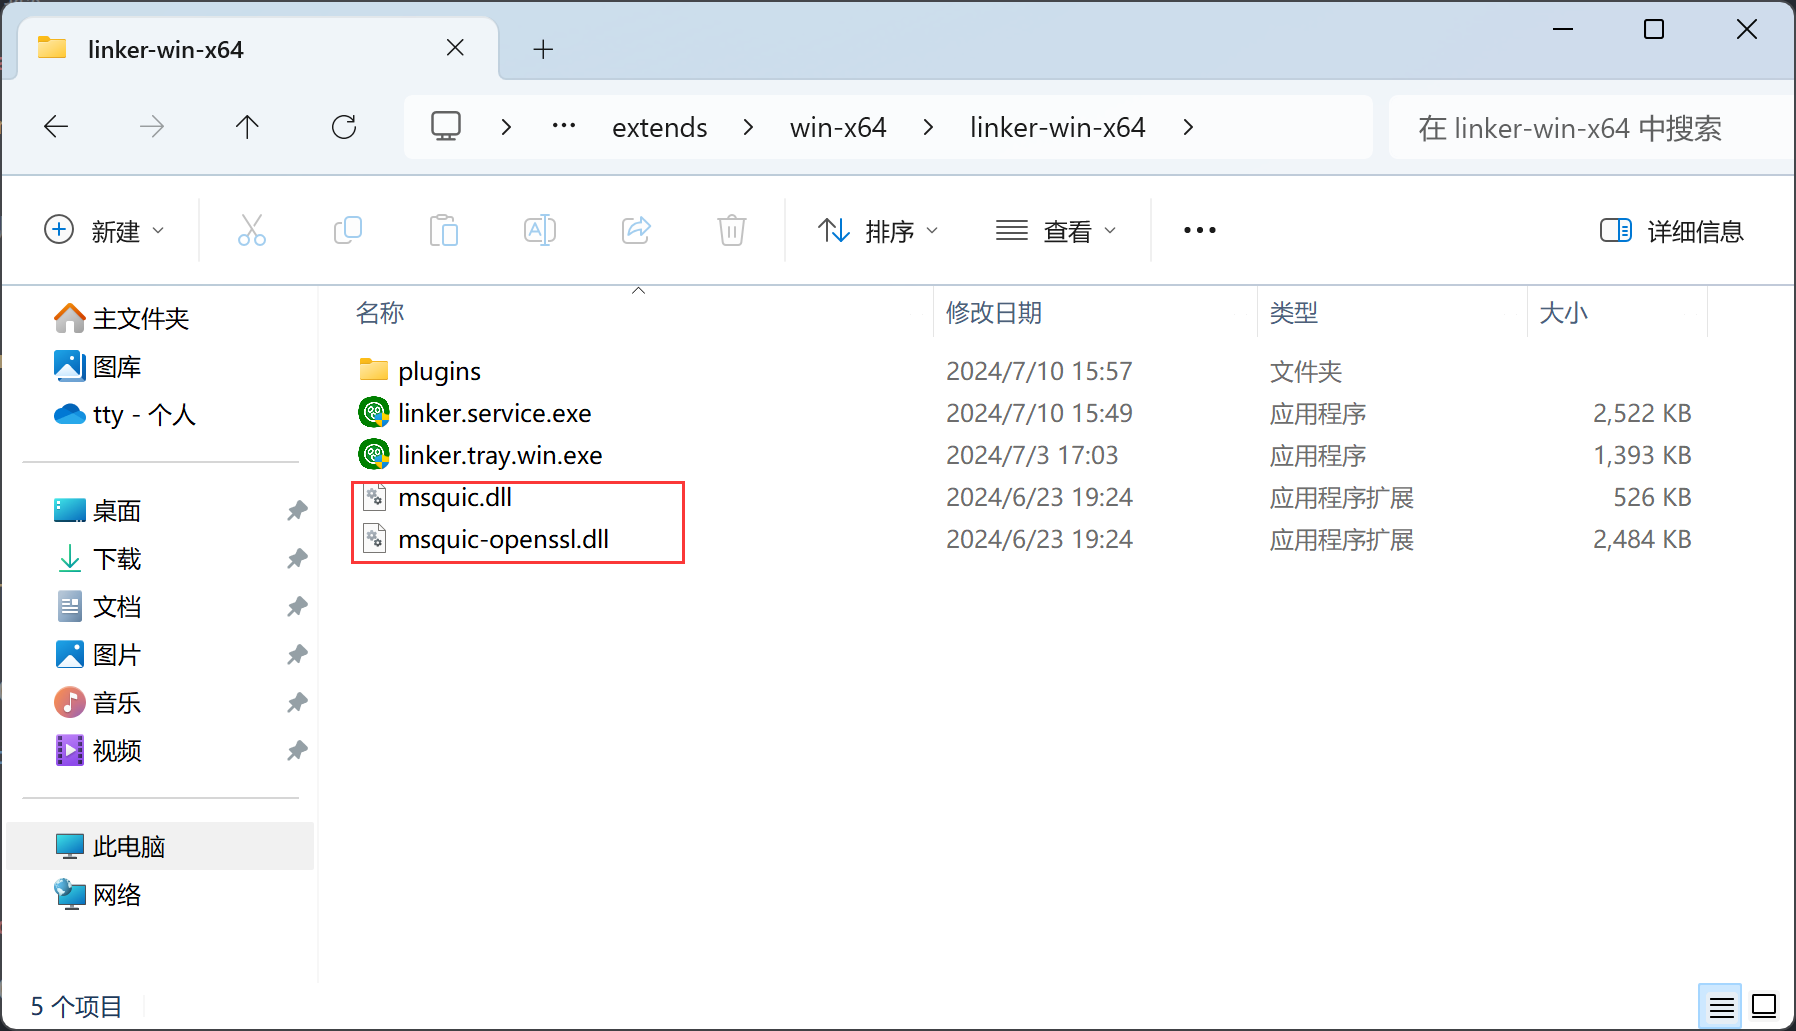 linker-win-x64
extends win-x64 linker-win-x64
在 linker-win-x64 中搜索
新建 排序 查看 详细信息
名称 修改日期 类型 大小
plugins 2024/7/10 15:57 文件夹
linker.service.exe 2024/7/10 15:49 应用程序 2,522 KB
linker.tray.win.exe 2024/7/3 17:03 应用程序 1,393 KB
msquic.dll 2024/6/23 19:24 应用程序扩展 526 KB
msquic-openssl.dll 2024/6/23 19:24 应用程序扩展 2,484 KB
主文件夹
图库
tty - 个人
桌面
下载
文档
图片
音乐
视频
此电脑
网络
5 个项目